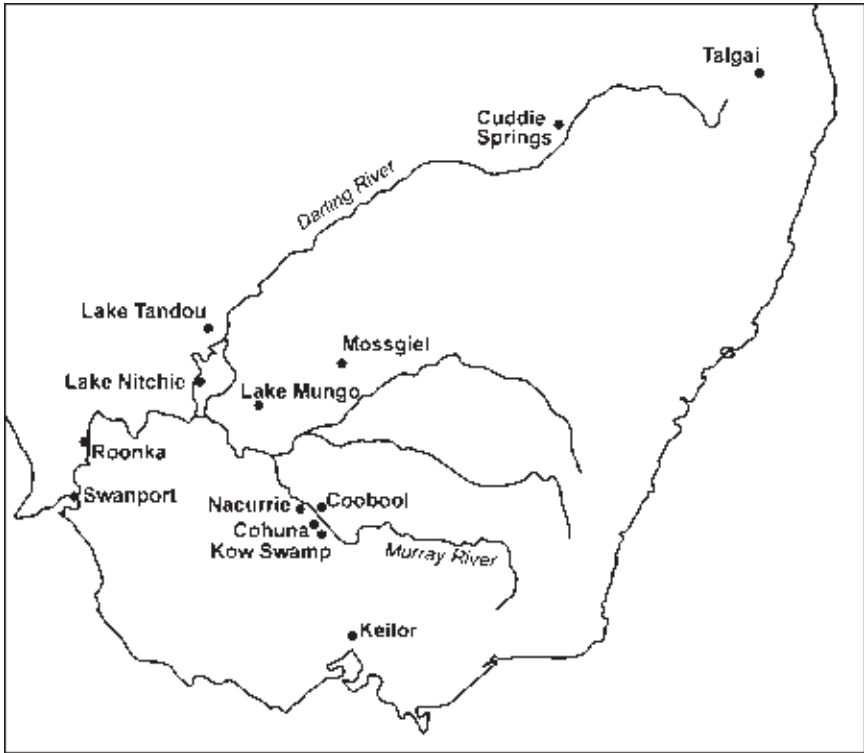 Talgai
Cuddie
Springs
Darling River
Lake Tandou
Mossgiel
Lake Nitchie
Lake Mungo
Roonka
Swanport
Nacurrie
Coobool
Cohuna
Kow Swamp
Murray River
Keilor